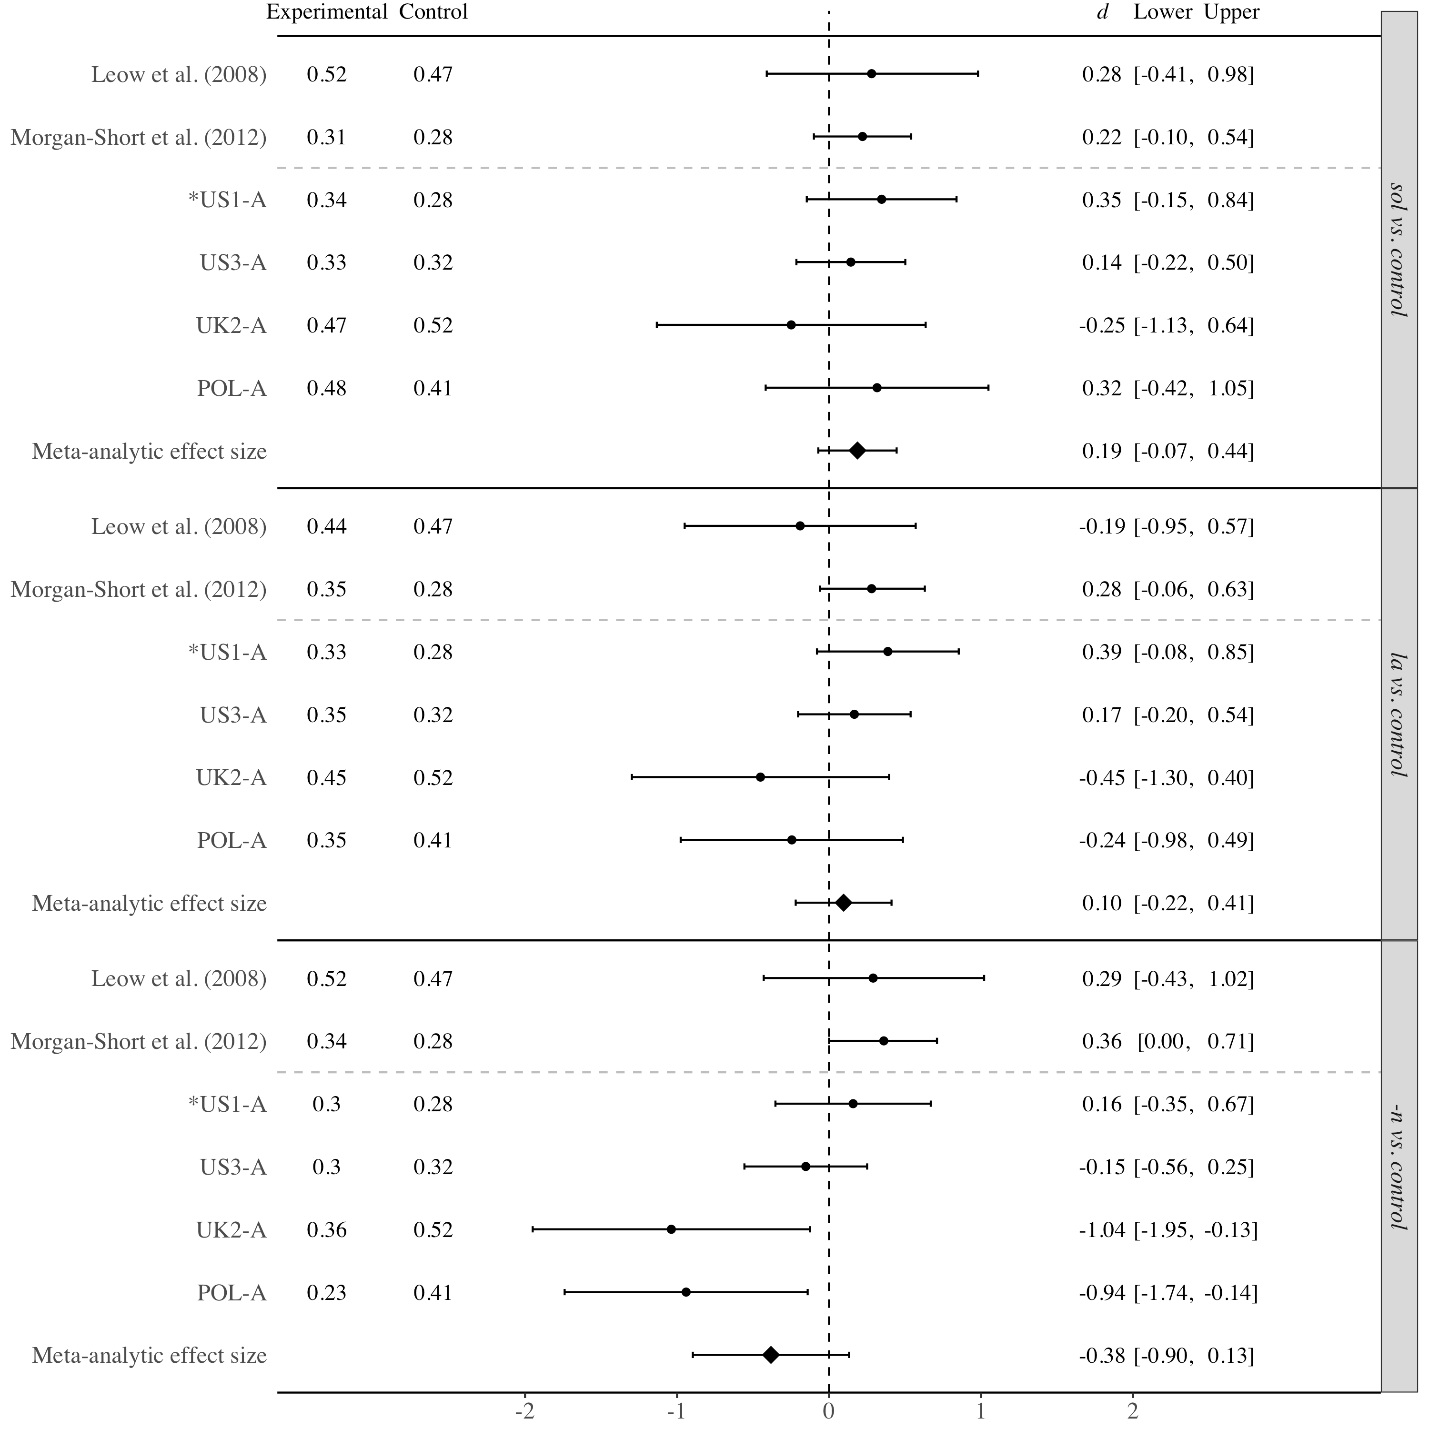 Experimental Control d Lower Upper
Leow et al. (2008) 0.52 0.47 0.28 [-0.41, 0.98]
Morgan-Short et al. (2012) 0.31 0.28 0.22 [-0.10, 0.54]
*US1-A 0.34 0.28 0.35 [-0.15, 0.84]
US3-A 0.33 0.32 0.14 [-0.22, 0.50]
UK2-A 0.47 0.52 -0.25 [-1.13, 0.64]
POL-A 0.48 0.41 0.32 [-0.42, 1.05]
Meta-analytic effect size 0.19 [-0.07, 0.44]
sol vs. control
Leow et al. (2008) 0.44 0.47 -0.19 [-0.95, 0.57]
Morgan-Short et al. (2012) 0.35 0.28 0.28 [-0.06, 0.63]
*US1-A 0.33 0.28 0.39 [-0.08, 0.85]
US3-A 0.35 0.32 0.17 [-0.20, 0.54]
UK2-A 0.45 0.52 -0.45 [-1.30, 0.40]
POL-A 0.35 0.41 -0.24 [-0.98, 0.49]
Meta-analytic effect size 0.10 [-0.22, 0.41]
la vs. control
Leow et al. (2008) 0.52 0.47 0.29 [-0.43, 1.02]
Morgan-Short et al. (2012) 0.34 0.28 0.36 [0.00, 0.71]
*US1-A 0.3 0.28 0.16 [-0.35, 0.67]
US3-A 0.3 0.32 -0.15 [-0.56, 0.25]
UK2-A 0.36 0.52 -1.04 [-1.95, -0.13]
POL-A 0.23 0.41 -0.94 [-1.74, -0.14]
Meta-analytic effect size -0.38 [-0.90, 0.13]
-n vs. control
-2 -1 0 1 2